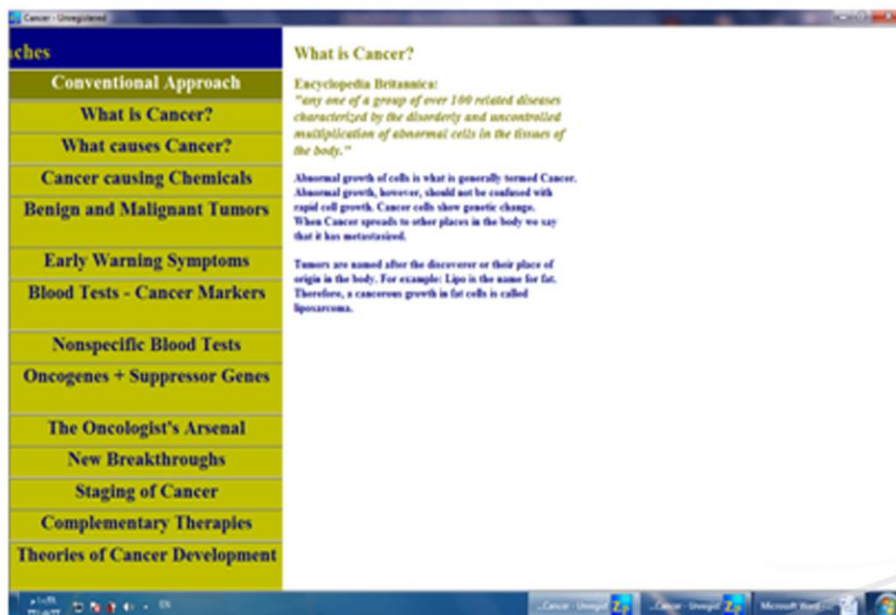 Cancer - Unregistered
aches
Conventional Approach
What is Cancer?
What causes Cancer?
Cancer causing Chemicals
Benign and Malignant Tumors
Early Warning Symptoms
Blood Tests - Cancer Markers
Nonspecific Blood Tests
Oncogenes + Suppressor Genes
The Oncologist's Arsenal
New Breakthroughs
Staging of Cancer
Complementary Therapies
Theories of Cancer Development
What is Cancer?
Encyclopedia Britannica:
"any one of a group of over 100 related diseases
characterized by the disorderly and uncontrolled
multiplication of abnormal cells in the tissues of
the body."
Abnormal growth of cells is what is generally termed Cancer.
Abnormal growth, however, should not be confused with
rapid cell growth. Cancer cells show genetic change.
When Cancer spreads to other places in the body we say
that it has metastasized.
Tumors are named after the discoverer or their place of
origin in the body. For example: Lipo is the name for fat.
Therefore, a cancerous growth in fat cells is called
liposarcoma.
EN
...Cancer - Unregist
...Cancer - Unregist
Microsoft Word